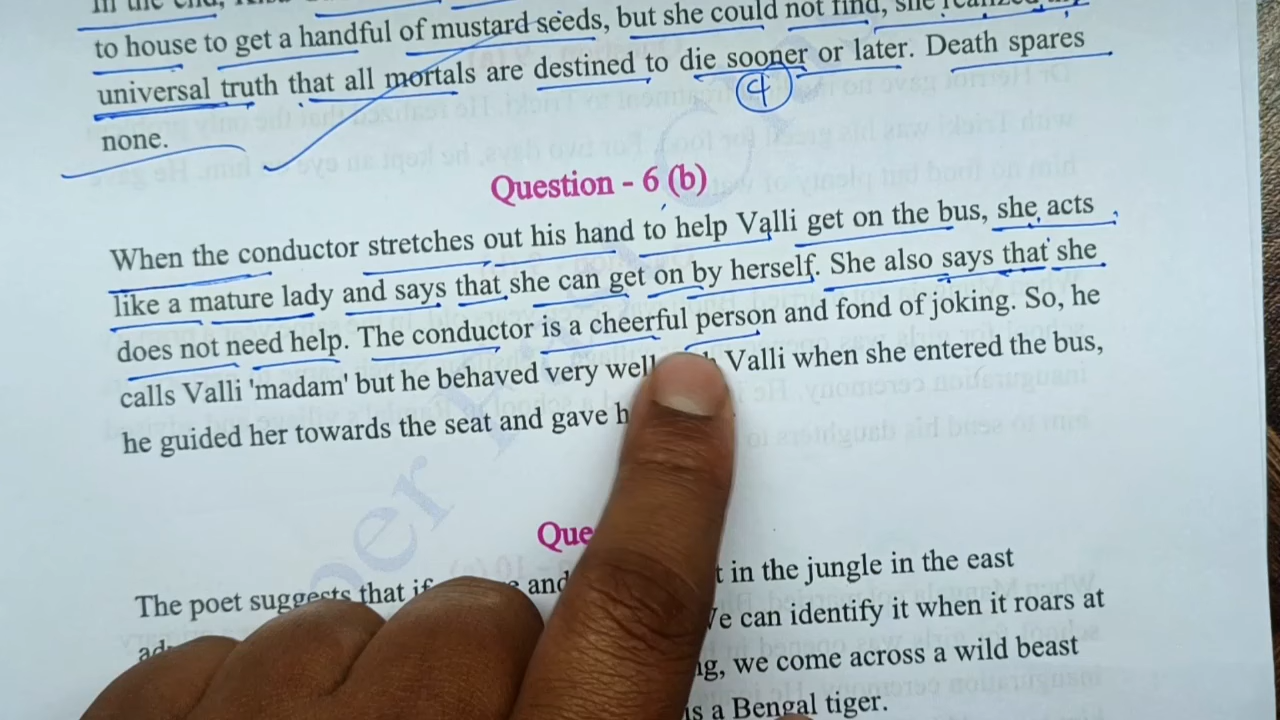 to house to get a handful of mustard seeds, but she could not find, she realized
universal truth that all mortals are destined to die sooner or later. Death spares
none.
4
Question - 6 (b)
When the conductor stretches out his hand to help Valli get on the bus, she acts
like a mature lady and says that she can get on by herself. She also says that she
does not need help. The conductor is a cheerful person and fond of joking. So, he
calls Valli 'madam' but he behaved very well Valli when she entered the bus,
he guided her towards the seat and gave
The poet suggests that if and in the jungle in the east
We can identify it when it roars at
we come across a wild beast
is a Bengal tiger.